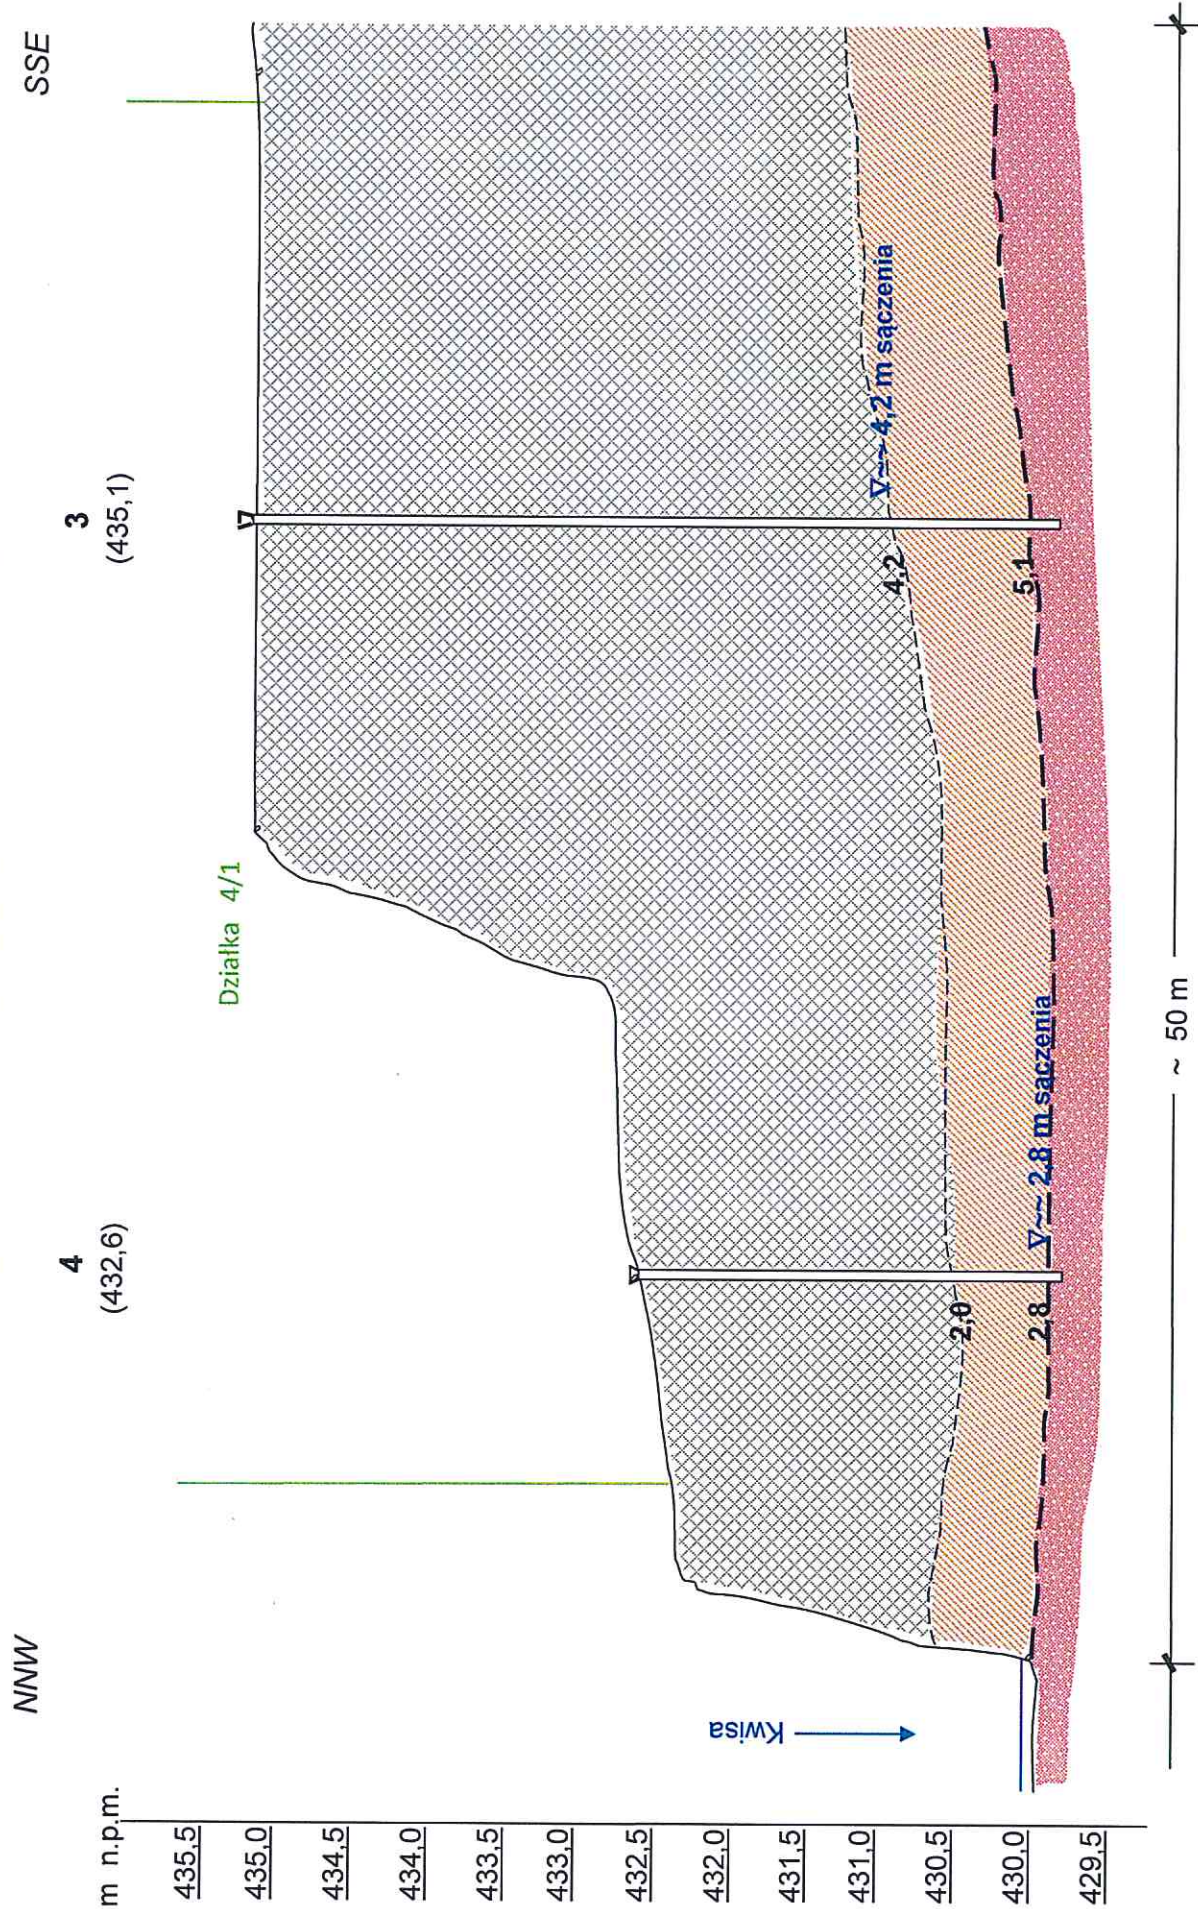 NNW
SSE
4
(432,6)
3
(435,1)
m n.p.m.
435,5
435,0
434,5
434,0
433,5
433,0
432,5
432,0
431,5
431,0
430,5
430,0
429,5
Działka 4/1
Kwisa
2,0
2,8
∇~~ 2,8 m sączenia
4,2
5,1
∇~~ 4,2 m sączenia
~ 50 m